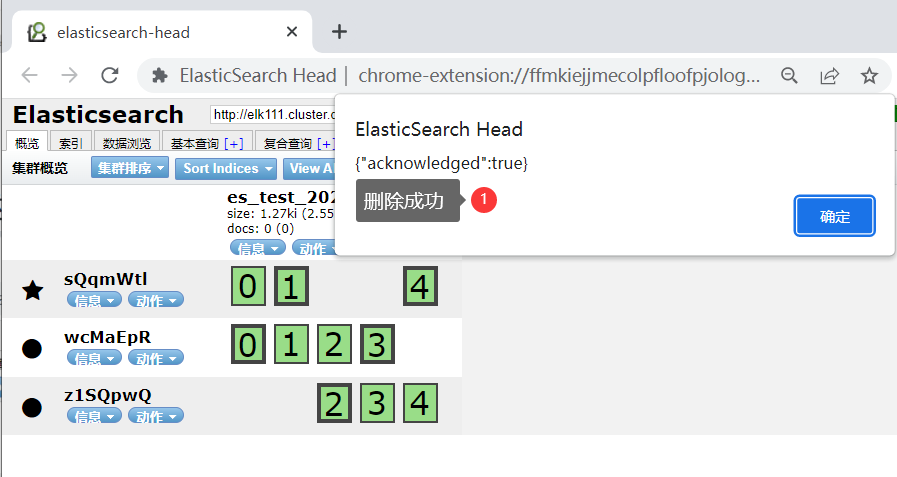 elasticsearch-head
ElasticSearch Head | chrome-extension://ffmkiejjmecolpfloofpjolog...
Elasticsearch
http://elk111.cluster.c
概览 索引 数据浏览 基本查询 [+] 复合查询 [+]
集群概览 集群排序 Sort Indices View Al
ElasticSearch Head
{"acknowledged":true}
删除成功 1
确定
es_test_202
size: 1.27ki (2.55
docs: 0 (0)
信息 动作
sQqmWtl
信息 动作
0 1 4
wcMaEpR
信息 动作
0 1 2 3
z1SQpwQ
信息 动作
2 3 4